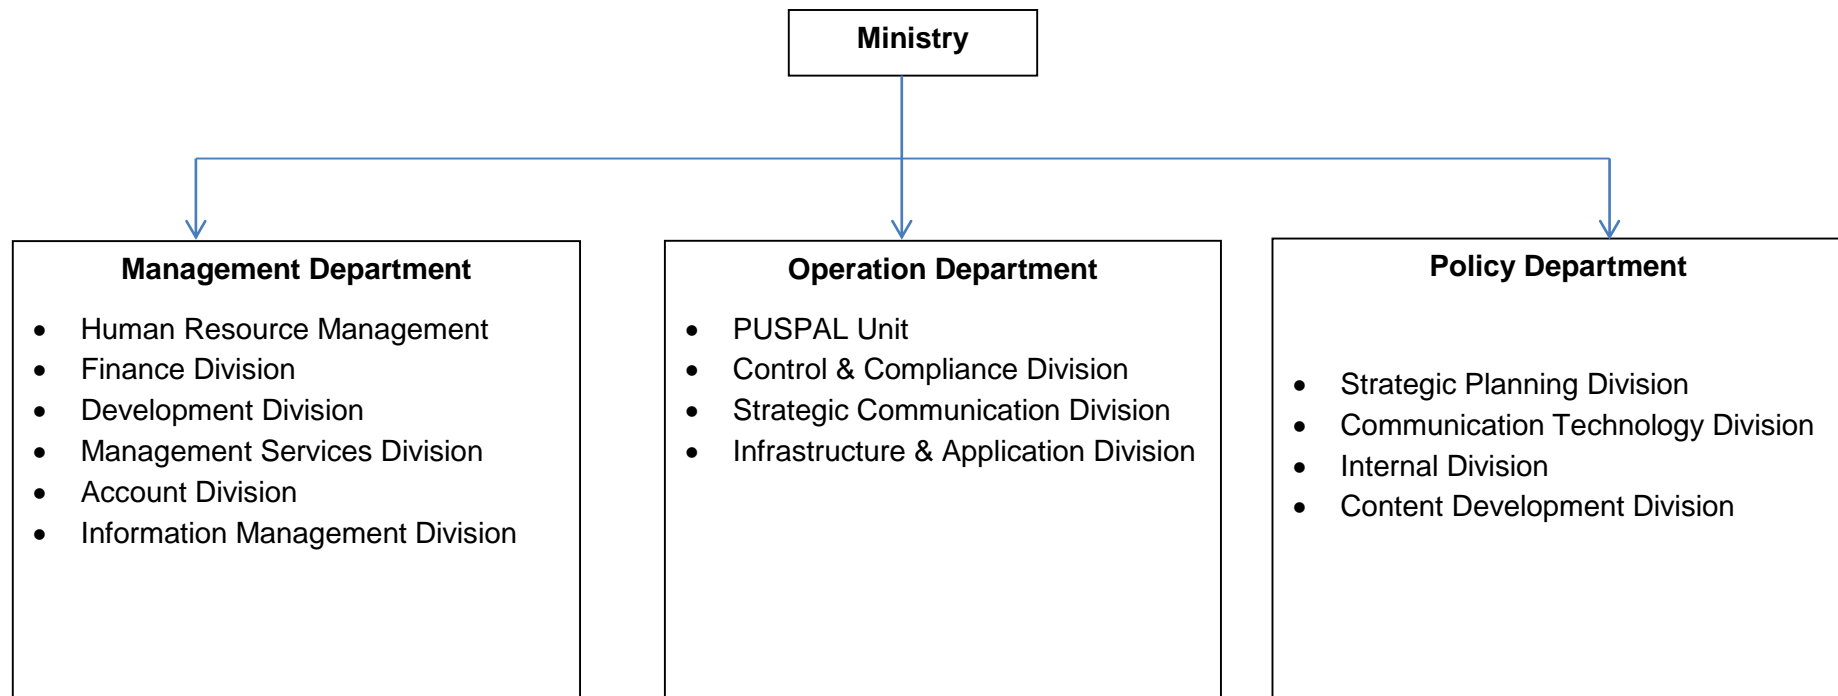 Ministry
Management Department
• Human Resource Management
• Finance Division
• Development Division
• Management Services Division
• Account Division
• Information Management Division
Operation Department
• PUSPAL Unit
• Control & Compliance Division
• Strategic Communication Division
• Infrastructure & Application Division
Policy Department
• Strategic Planning Division
• Communication Technology Division
• Internal Division
• Content Development Division